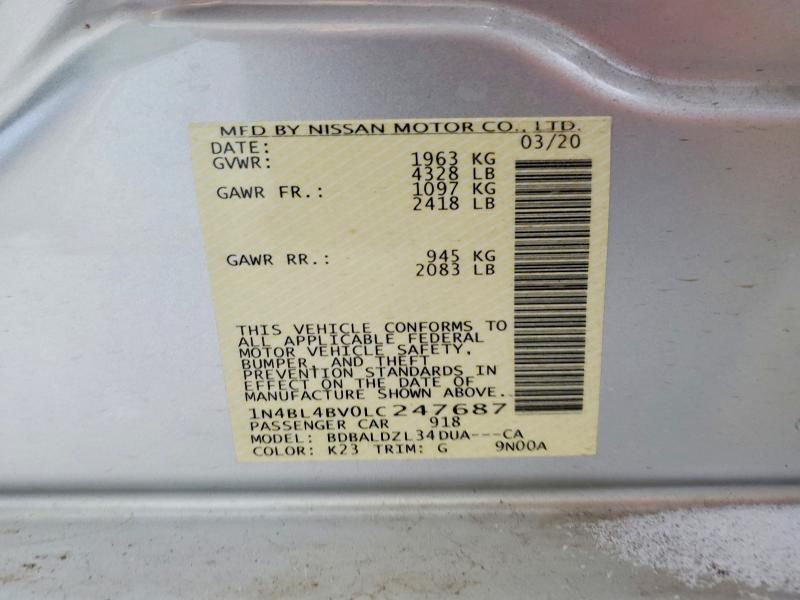 MFD BY NISSAN MOTOR CO., LTD.
DATE: 03/20
GVWR: 1963 KG
4328 LB
GAWR FR.: 1097 KG
2418 LB
GAWR RR.: 945 KG
2083 LB
THIS VEHICLE CONFORMS TO
ALL APPLICABLE FEDERAL
MOTOR VEHICLE SAFETY,
BUMPER, AND THEFT
PREVENTION STANDARDS IN
EFFECT ON THE DATE OF
MANUFACTURE SHOWN ABOVE.
1N4BL4BV0LC247687
PASSENGER CAR 918
MODEL: BDBALDZL34DUA---CA
COLOR: K23 TRIM: G 9N00A